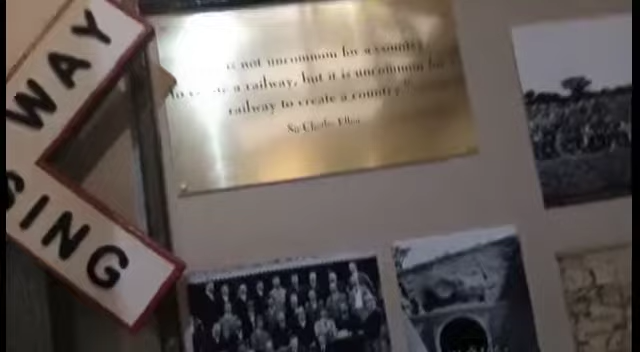 WAY
SING
is not uncommon for a country
to create a railway, but it is uncommon for
railway to create a country
Sir Charles Elliot